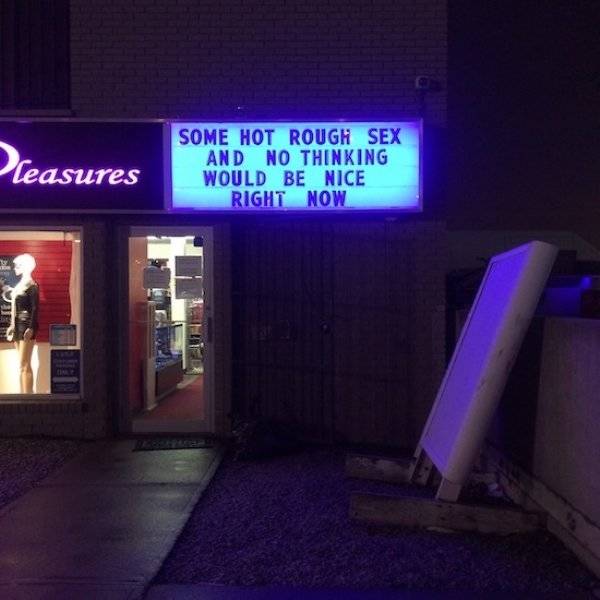 Pleasures
SOME HOT ROUGH SEX
AND NO THINKING
WOULD BE NICE
RIGHT NOW